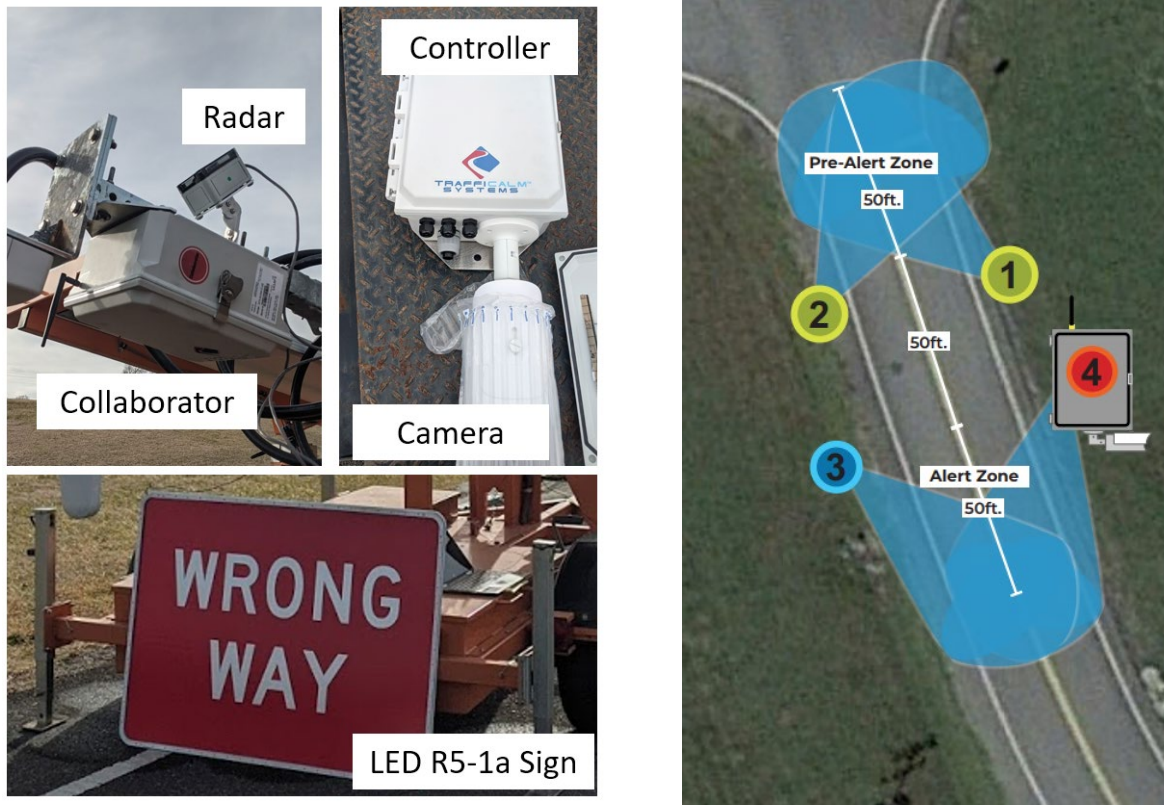 Controller
Radar
TRAFFICALM™
SYSTEMS
Collaborator
Camera
WRONG
WAY
LED R5-1a Sign
Pre-Alert Zone
50ft.
1
2
50ft.
4
3
Alert Zone
50ft.